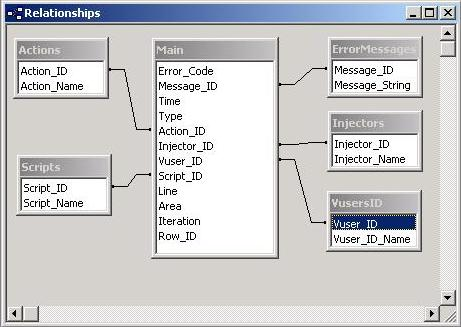 Relationships
Actions
Action_ID
Action_Name
Scripts
Script_ID
Script_Name
Main
Error_Code
Message_ID
Time
Type
Action_ID
Injector_ID
Vuser_ID
Script_ID
Line
Area
Iteration
Row_ID
ErrorMessages
Message_ID
Message_String
Injectors
Injector_ID
Injector_Name
VusersID
Vuser_ID
Vuser_ID_Name